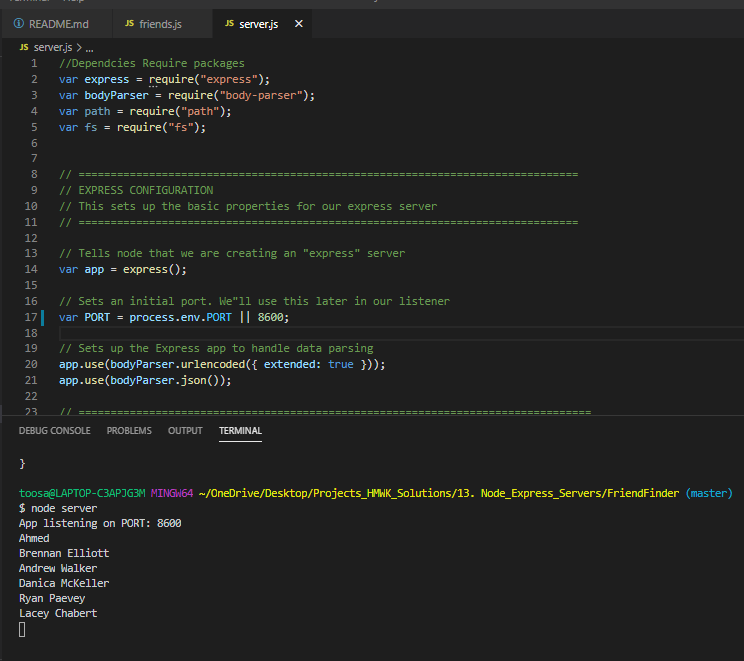 README.md
JS friends.js
JS server.js ×
JS server.js > ...
1 //Dependcies Require packages
2 var express = require("express");
3 var bodyParser = require("body-parser");
4 var path = require("path");
5 var fs = require("fs");
6
7
8 // ==============================================================================
9 // EXPRESS CONFIGURATION
10 // This sets up the basic properties for our express server
11 // ==============================================================================
12
13 // Tells node that we are creating an "express" server
14 var app = express();
15
16 // Sets an initial port. We"ll use this later in our listener
17 var PORT = process.env.PORT || 8600;
18
19 // Sets up the Express app to handle data parsing
20 app.use(bodyParser.urlencoded({ extended: true }));
21 app.use(bodyParser.json());
22
23 // ================================================================================
DEBUG CONSOLE PROBLEMS OUTPUT TERMINAL
}
toosa@LAPTOP-C3APJG3M MINGW64 ~/OneDrive/Desktop/Projects_HMWK_Solutions/13. Node_Express_Servers/FriendFinder (master)
$ node server
App listening on PORT: 8600
Ahmed
Brennan Elliott
Andrew Walker
Danica McKeller
Ryan Paevey
Lacey Chabert